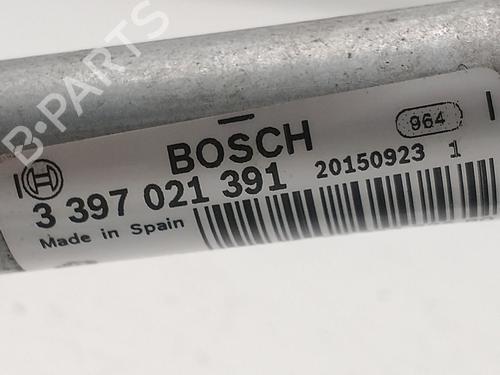 B-PARTS
BOSCH
964
3 397 021 391
20150923 1
Made in Spain